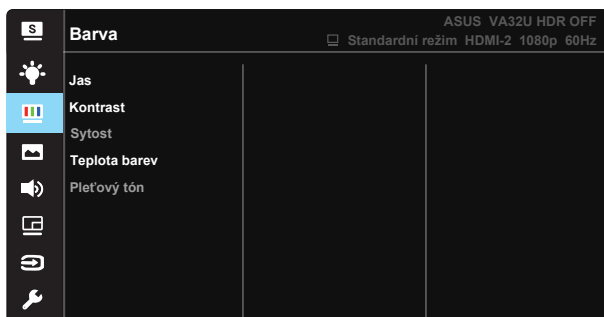 S
Barva
ASUS VA32U HDR OFF
Standardní režim HDMI-2 1080p 60Hz
Jas
Kontrast
Sytost
Teplota barev
Pleťový tón